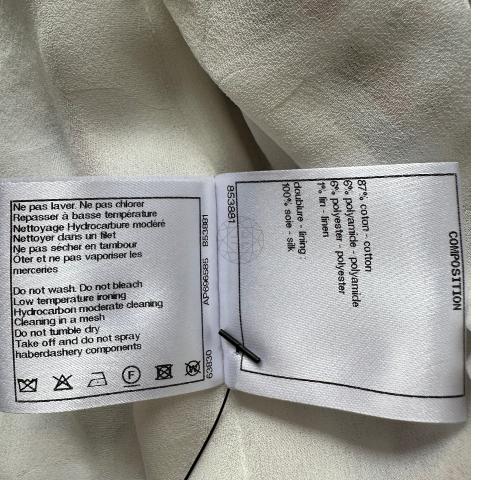 Ne pas laver. Ne pas chlorer
Repasser à basse température
Nettoyage Hydrocarbure modéré
Nettoyer dans un filet
Ne pas sécher en tambour
Ôter et ne pas vaporiser les
merceries
Do not wash. Do not bleach
Low temperature ironing
Hydrocarbon moderate cleaning
Cleaning in a mesh
Do not tumble dry
Take off and do not spray
haberdashery components
F
W
63830 AP696585 853881
853881
COMPOSITION
87% coton - cotton
6% polyamide - polyamide
6% polyester - polyester
1% lin - linen
doublure - lining :
100% soie - silk